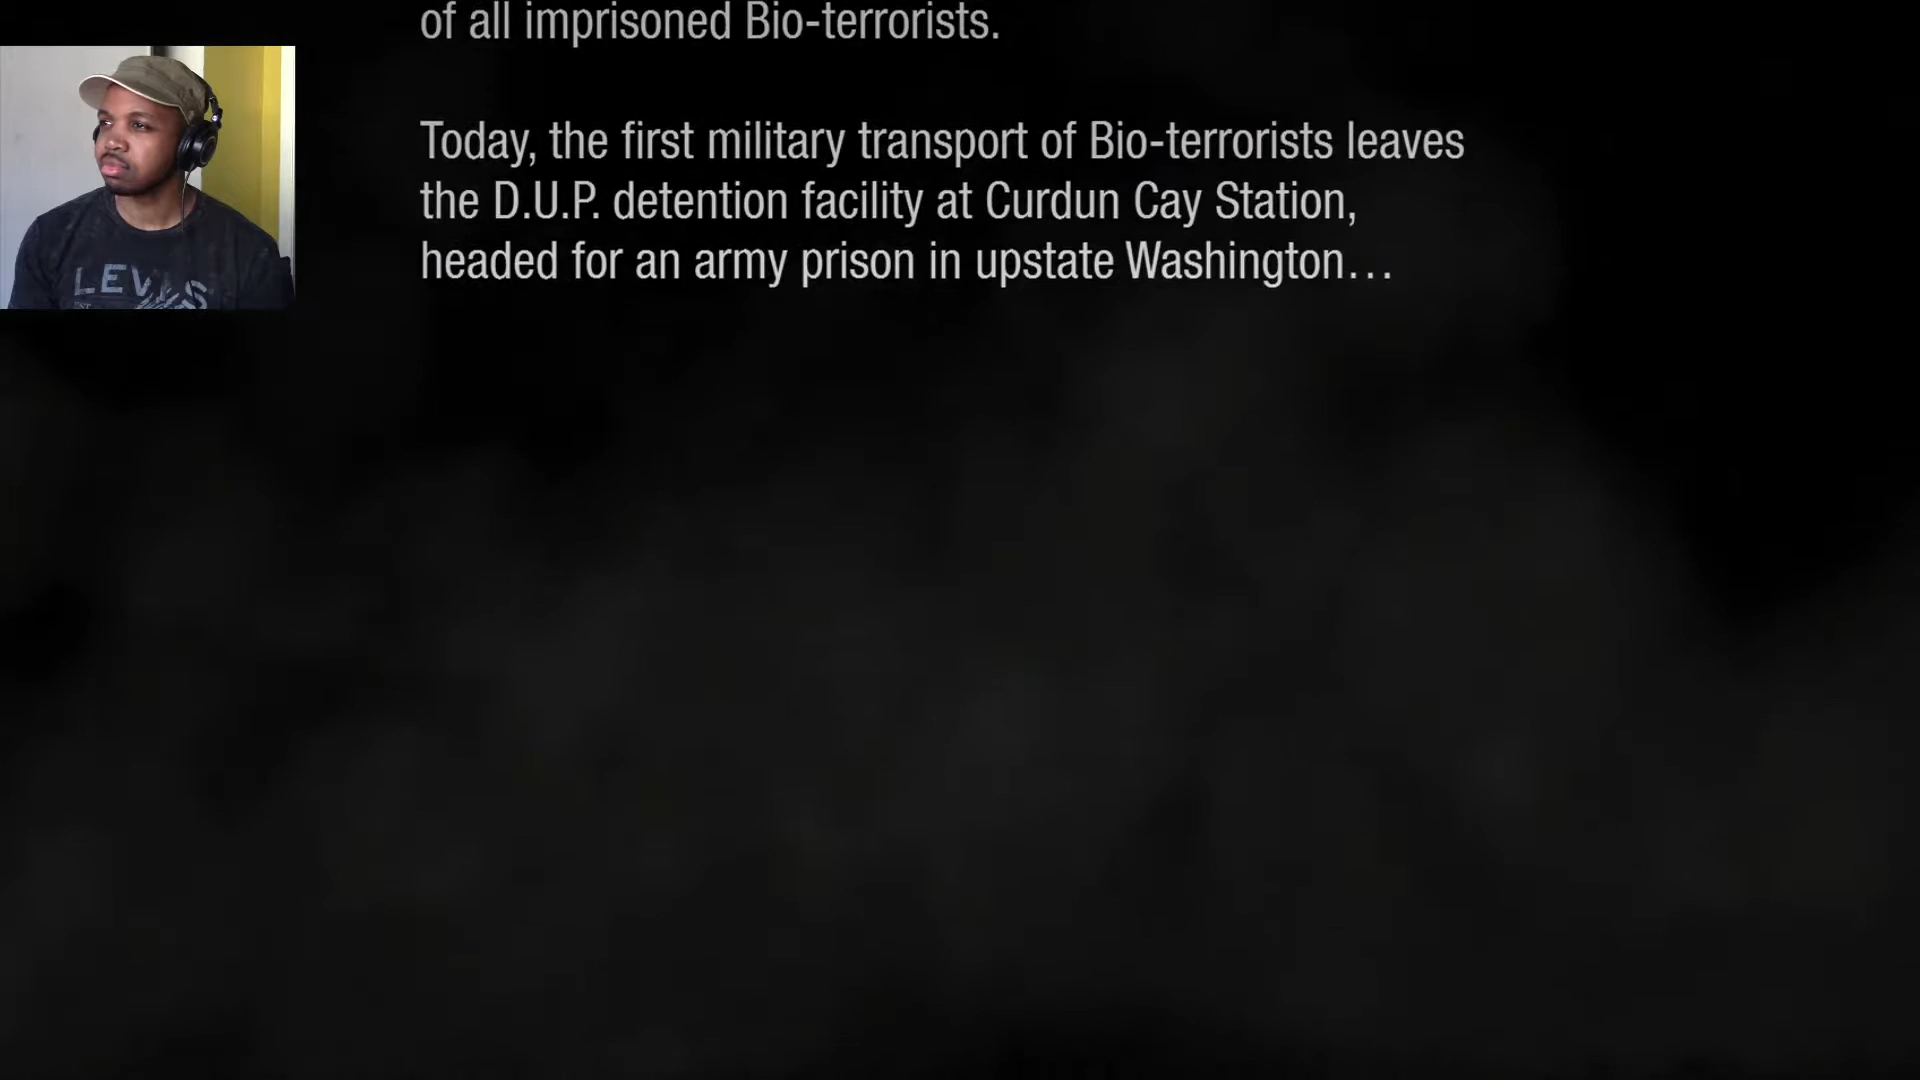 of all imprisoned Bio-terrorists.
Today, the first military transport of Bio-terrorists leaves
the D.U.P. detention facility at Curdun Cay Station,
headed for an army prison in upstate Washington...
LEVI'S